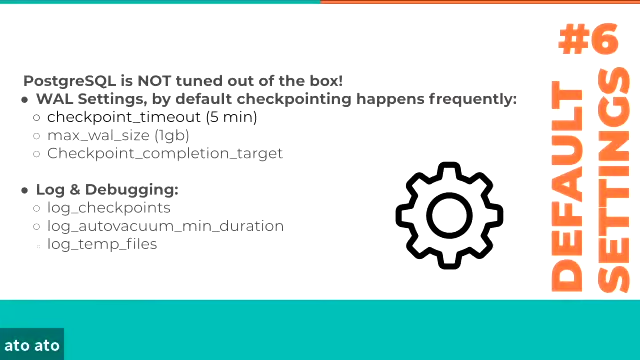 PostgreSQL is NOT tuned out of the box!
● WAL Settings, by default checkpointing happens frequently:
○ checkpoint_timeout (5 min)
○ max_wal_size (1gb)
○ Checkpoint_completion_target
● Log & Debugging:
○ log_checkpoints
○ log_autovacuum_min_duration
○ log_temp_files
#6
DEFAULT
SETTINGS
ato ato